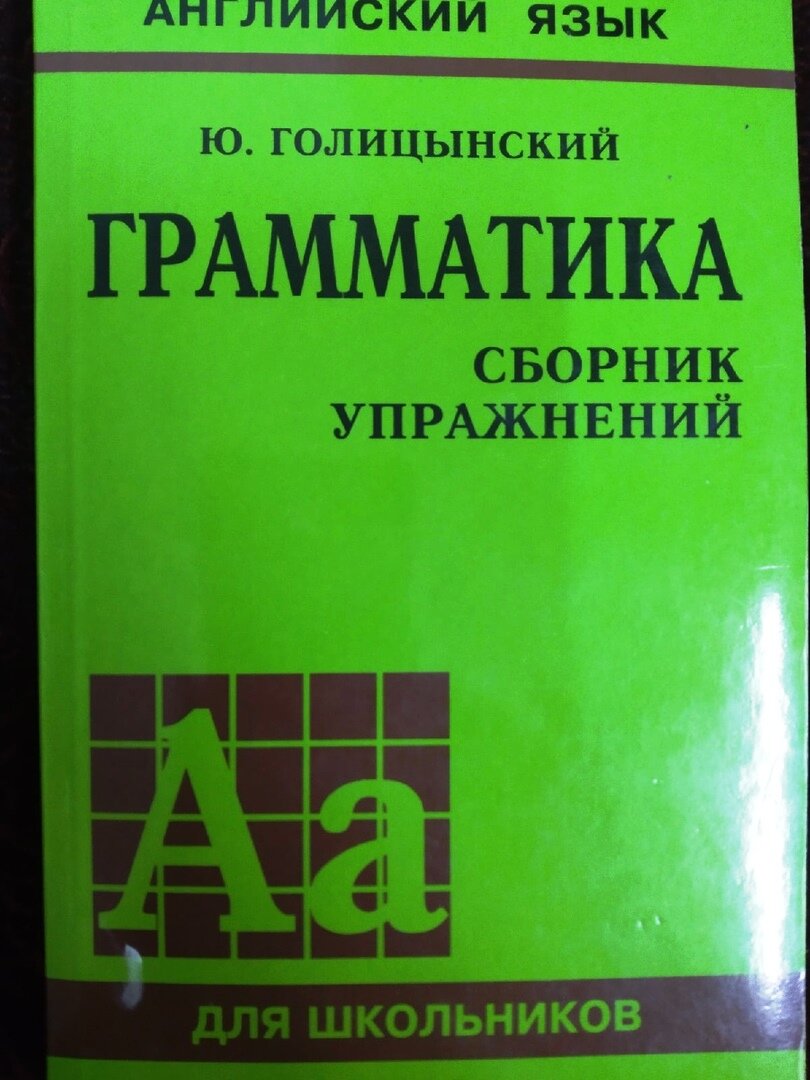 АНГЛИЙСКИЙ ЯЗЫК
Ю. ГОЛИЦЫНСКИЙ
ГРАММАТИКА
СБОРНИК
УПРАЖНЕНИЙ
Aa
ДЛЯ ШКОЛЬНИКОВ